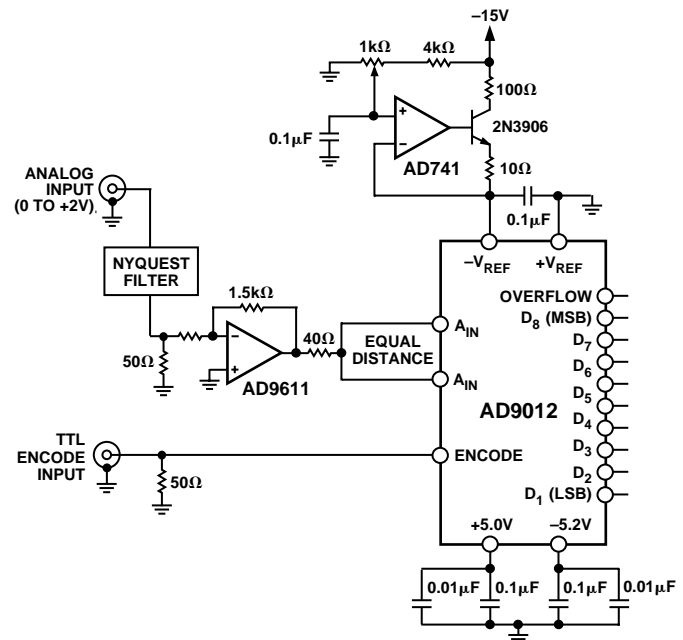 –15V
1kΩ
4kΩ
100Ω
2N3906
0.1µF
+
–
AD741
10Ω
0.1µF
ANALOG
INPUT
(0 TO +2V)
NYQUEST
FILTER
–VREF
+VREF
1.5kΩ
50Ω
–
+
AD9611
40Ω
EQUAL
DISTANCE
AIN
AIN
OVERFLOW
D8 (MSB)
D7
D6
D5
D4
D3
D2
D1 (LSB)
AD9012
TTL
ENCODE
INPUT
50Ω
ENCODE
+5.0V
–5.2V
0.01µF
0.1µF
0.1µF
0.01µF